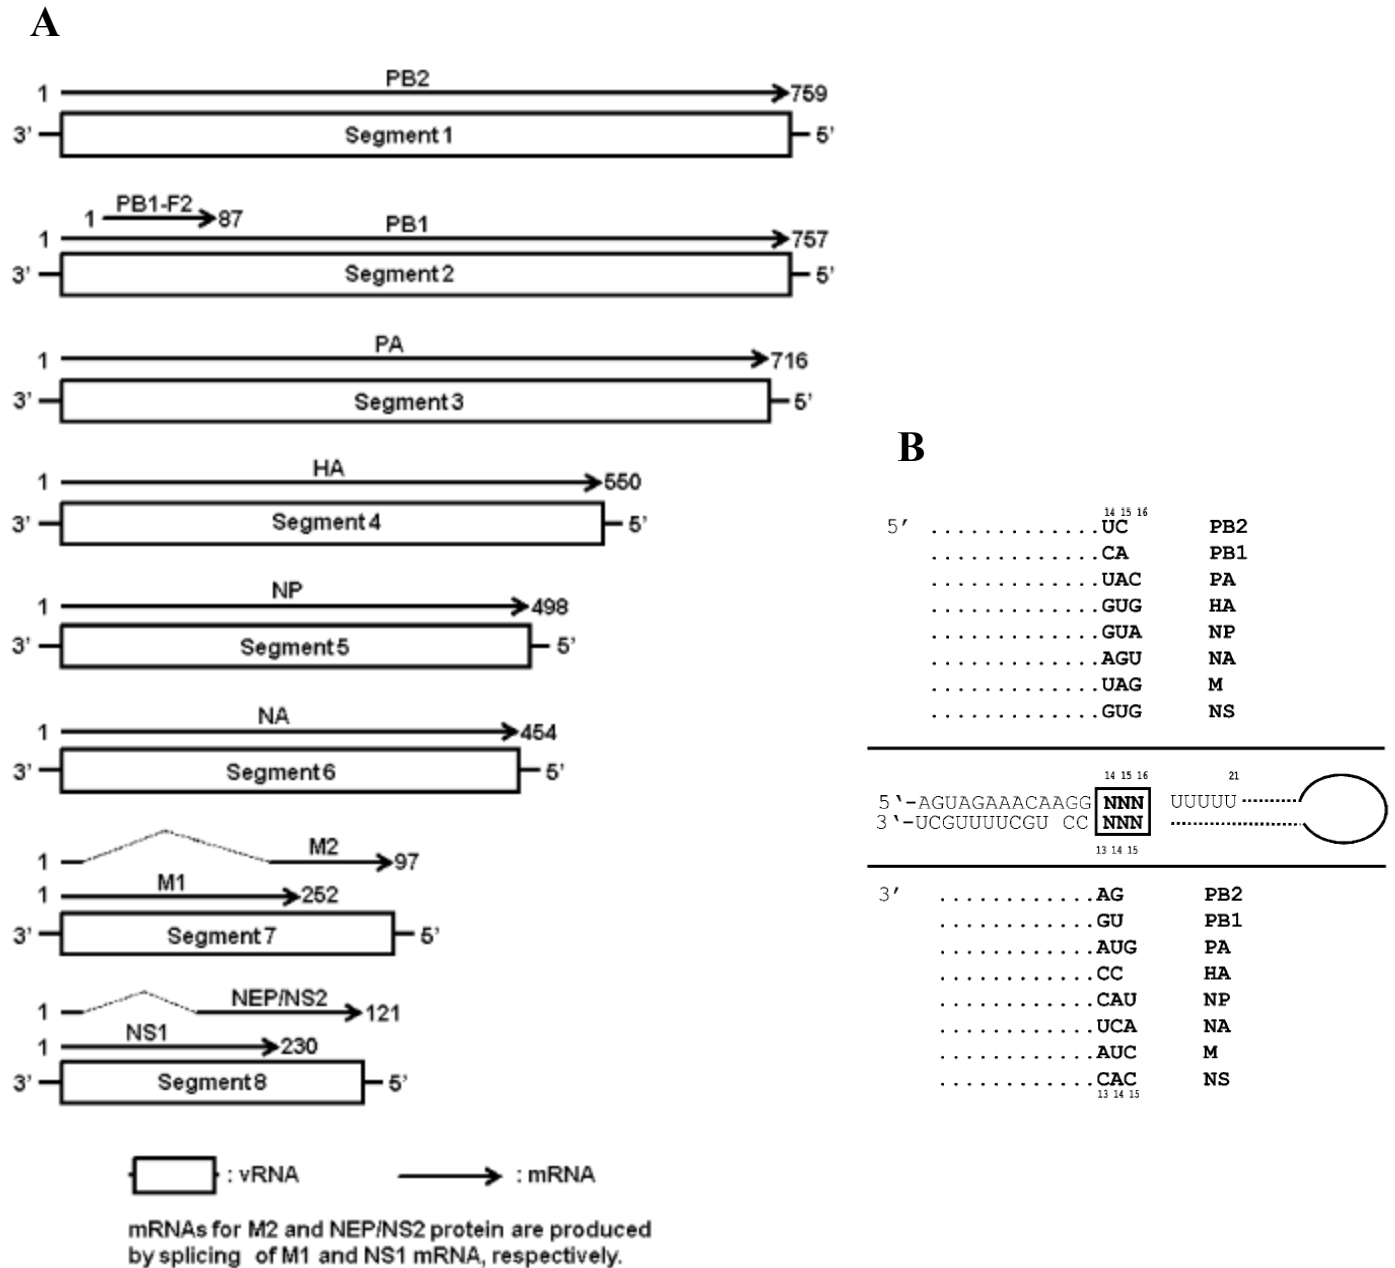 A
PB2
1 759
3' Segment 1 5'
PB1-F2
1 87
PB1
1 757
3' Segment 2 5'
PA
1 716
3' Segment 3 5'
HA
1 550
3' Segment 4 5'
NP
1 498
3' Segment 5 5'
NA
1 454
3' Segment 6 5'
M2
1 97
M1
1 252
3' Segment 7 5'
NEP/NS2
1 121
NS1
1 230
3' Segment 8 5'
: vRNA : mRNA
mRNAs for M2 and NEP/NS2 protein are produced
by splicing of M1 and NS1 mRNA, respectively.
B
14 15 16
5' .............UC PB2
.............CA PB1
.............UAC PA
.............GUG HA
.............GUA NP
.............AGU NA
.............UAG M
.............GUG NS
14 15 16 21
5‛-AGUAGAAACAAGG NNN UUUUU
3‛-UCGUUUUCGU CC NNN
13 14 15
3' ............AG PB2
............GU PB1
............AUG PA
............CC HA
............CAU NP
............UCA NA
............AUC M
............CAC NS
13 14 15